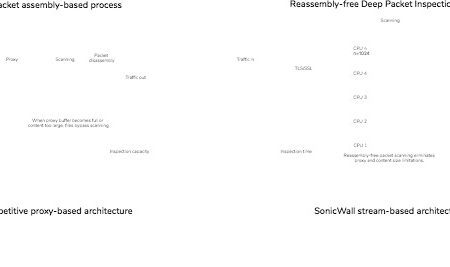 acket assembly-based process
Proxy
Scanning
Packet
disassembly
Traffic out
When proxy buffer becomes full or
content too large, files bypass scanning.
Inspection capacity
etitive proxy-based architecture
Reassembly-free Deep Packet Inspectio
Scanning
Traffic in
TLS/SSL
CPU n
n=1024
CPU 4
CPU 3
CPU 2
CPU 1
Inspection time
Reassembly-free packet scanning eliminates
proxy and content size limitations.
SonicWall stream-based architect